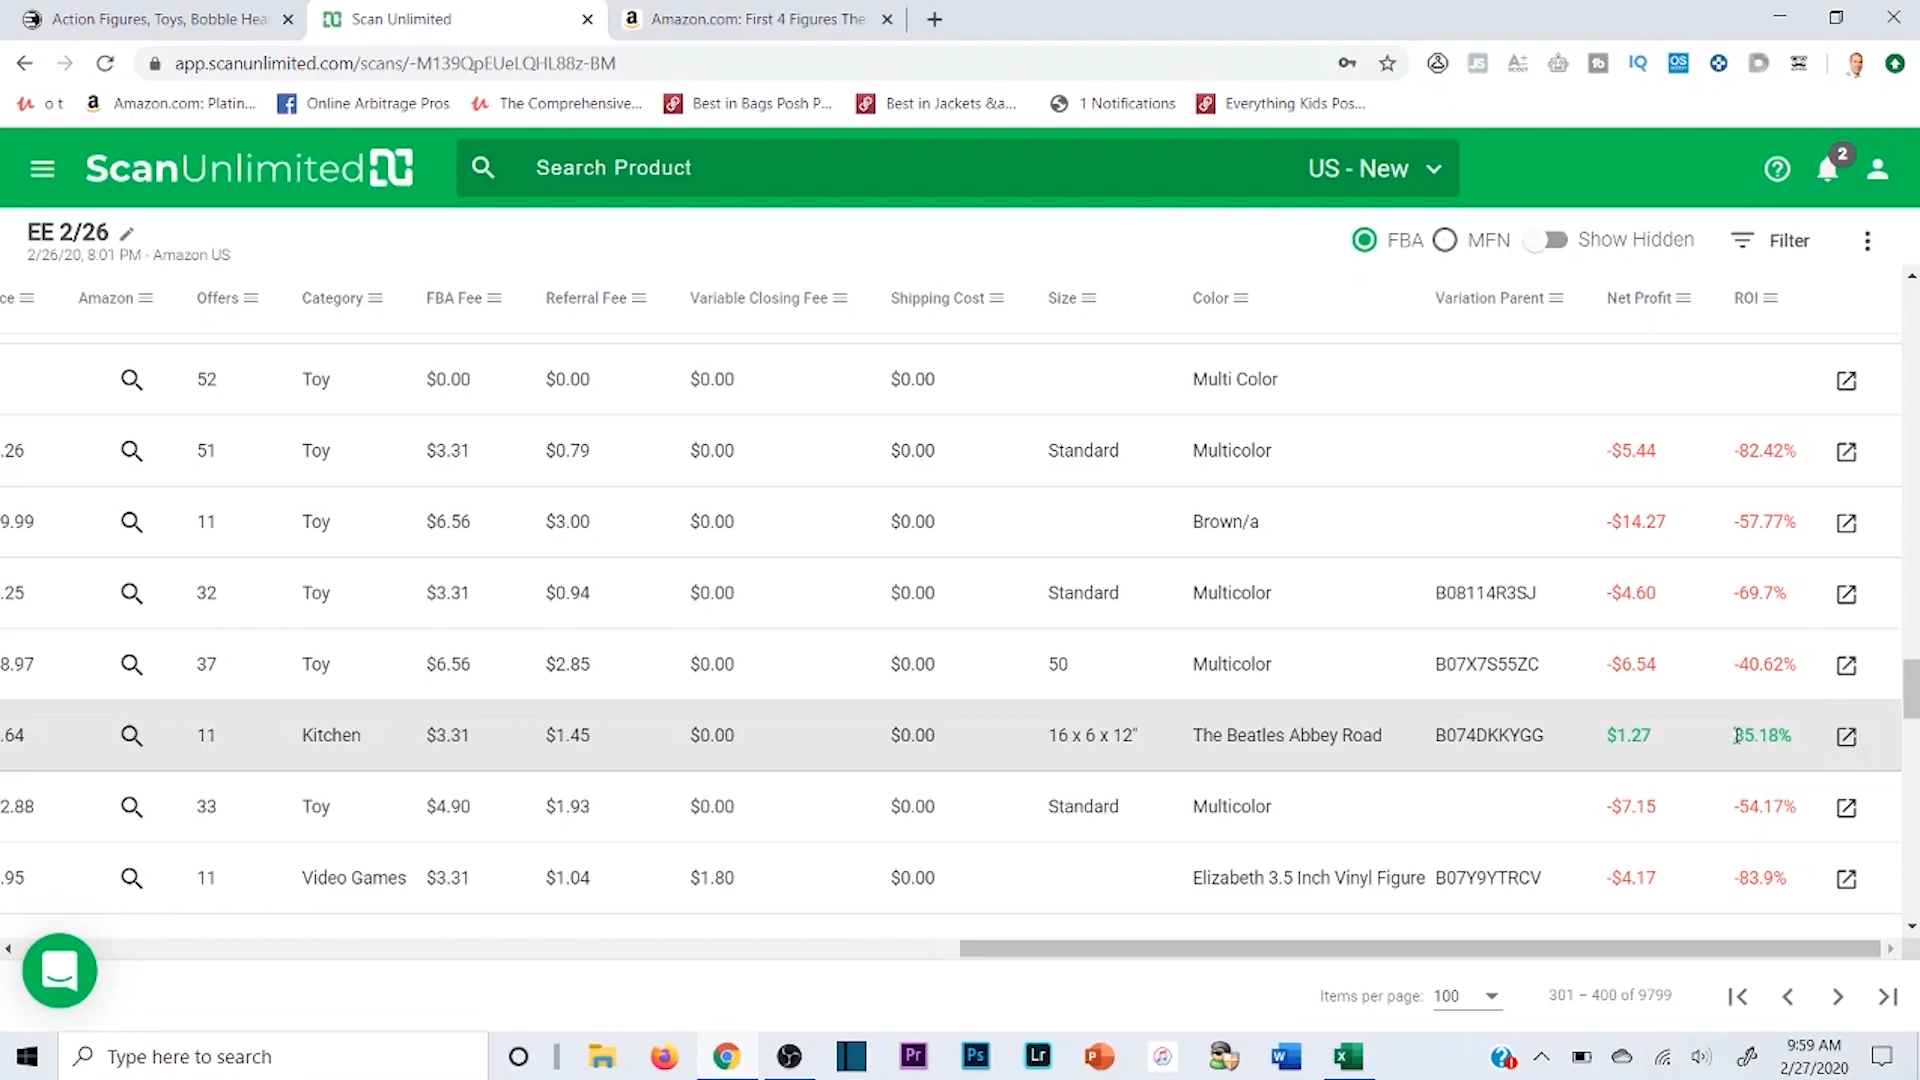 Action Figures, Toys, Bobble Hea
Scan Unlimited
Amazon.com: First 4 Figures The
app.scanunlimited.com/scans/-M139QpEUeLQHL88z-BM
o t
Amazon.com: Platin...
Online Arbitrage Pros
The Comprehensive...
Best in Bags Posh P...
Best in Jackets &a...
1 Notifications
Everything Kids Pos...
ScanUnlimited
Search Product
US - New
2
EE 2/26
2/26/20, 8:01 PM - Amazon US
FBA MFN Show Hidden Filter
ce Amazon Offers Category FBA Fee Referral Fee Variable Closing Fee Shipping Cost Size Color Variation Parent Net Profit ROI
52 Toy $0.00 $0.00 $0.00 $0.00 Multi Color
.26 51 Toy $3.31 $0.79 $0.00 $0.00 Standard Multicolor -$5.44 -82.42%
9.99 11 Toy $6.56 $3.00 $0.00 $0.00 Brown/a -$14.27 -57.77%
.25 32 Toy $3.31 $0.94 $0.00 $0.00 Standard Multicolor B08114R3SJ -$4.60 -69.7%
8.97 37 Toy $6.56 $2.85 $0.00 $0.00 50 Multicolor B07X7S55ZC -$6.54 -40.62%
.64 11 Kitchen $3.31 $1.45 $0.00 $0.00 16 x 6 x 12" The Beatles Abbey Road B074DKKYGG $1.27 35.18%
2.88 33 Toy $4.90 $1.93 $0.00 $0.00 Standard Multicolor -$7.15 -54.17%
.95 11 Video Games $3.31 $1.04 $1.80 $0.00 Elizabeth 3.5 Inch Vinyl Figure B07Y9YTRCV -$4.17 -83.9%
Items per page: 100 301 – 400 of 9799
Type here to search
Pr
Ps
Lr
9:59 AM
2/27/2020